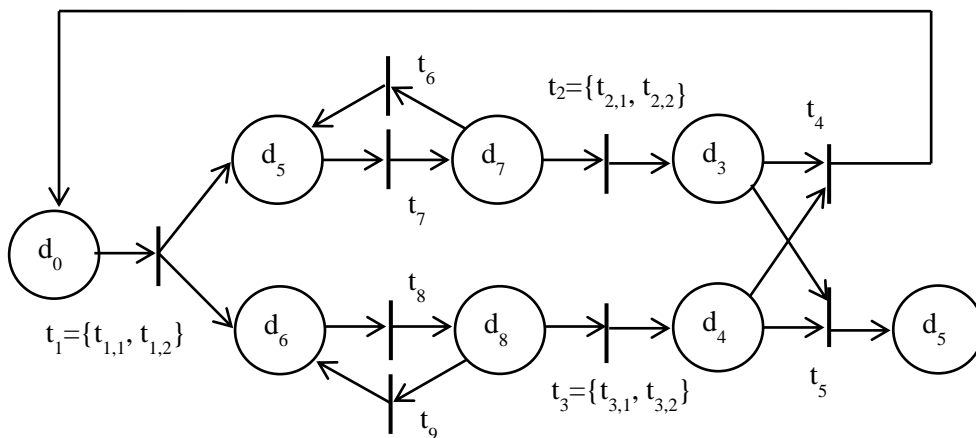 t₆
t₂={t₂,₁, t₂,₂}
t₄
d₅
d₇
d₃
t₇
d₀
t₈
t₁={t₁,₁, t₁,₂}
d₆
d₈
d₄
d₅
t₃={t₃,₁, t₃,₂}
t₅
t₉